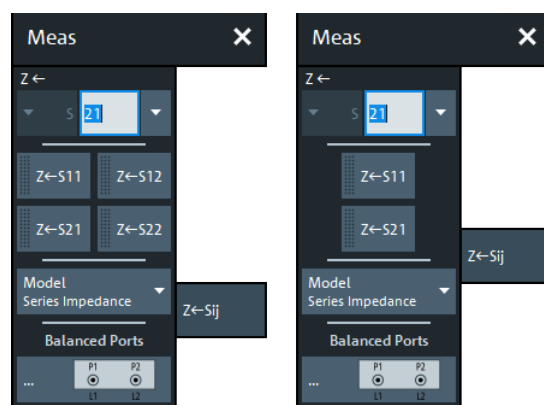 Meas
Z ←
S 21
Z←S11 Z←S12
Z←S21 Z←S22
Model
Series Impedance
Z←Sij
Balanced Ports
... P1 P2
L1 L2
Meas
Z ←
S 21
Z←S11
Z←S21
Z←Sij
Model
Series Impedance
Balanced Ports
... P1 P2
L1 L2